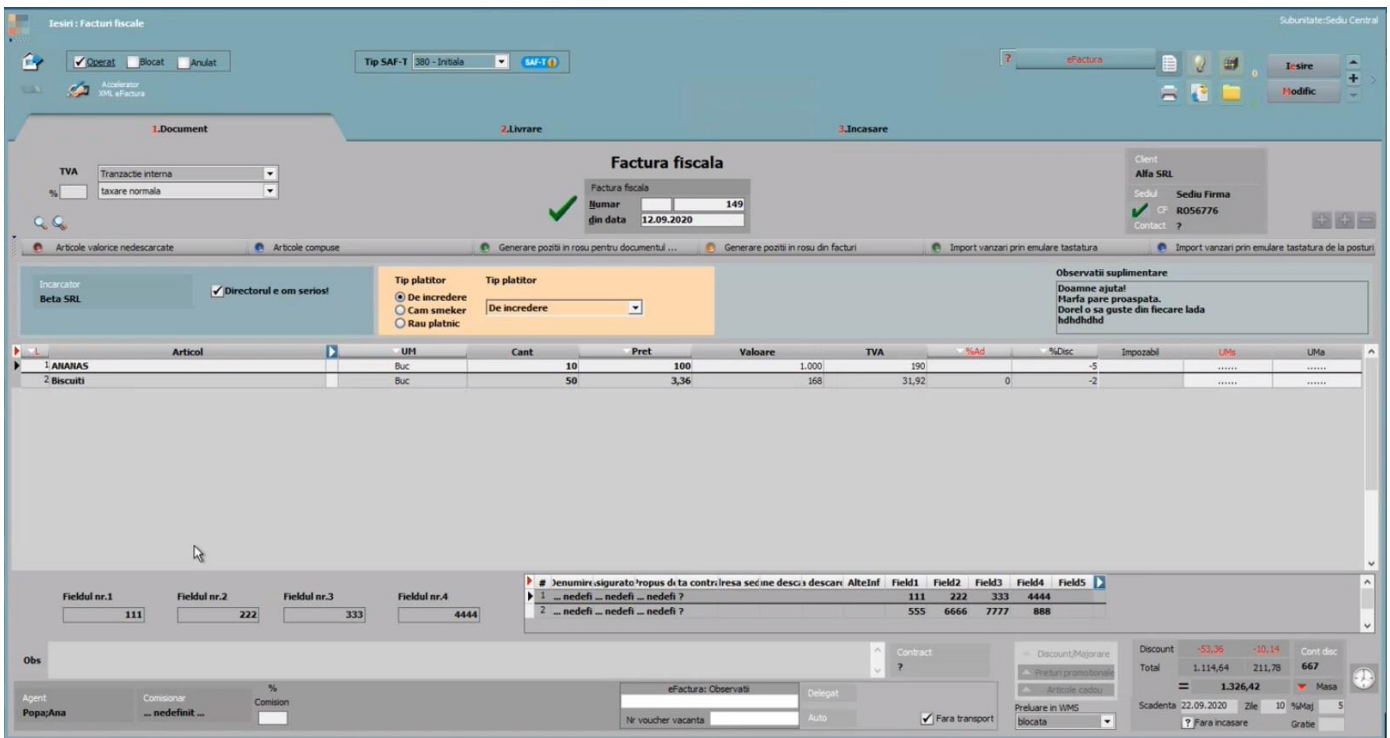 Iesiri : Facturi fiscale
Subunitate:Sediu Central
Operat Blocat Anulat
Tip SAF-T 380 - Initiala SAF-T
? eFactura
0
Iesire
Accelerator
XML eFactura
Modific
1.Document 2.Livrare 3.Incasare
Factura fiscala
TVA Tranzactie interna
% taxare normala
Factura fiscala
Numar 149
din data 12.09.2020
Client
Alfa SRL
Sediul Sediu Firma
CF RO56776
Contact ?
Articole valorice nedescarcate Articole compuse Generare pozitii in rosu pentru documentul ... Generare pozitii in rosu din facturi Import vanzari prin emulare tastatura Import vanzari prin emulare tastatura de la posturi
Incarcator
Beta SRL
Directorul e om serios!
Tip platitor
De incredere
Cam smeker
Rau platnic
Tip platitor
De incredere
Observatii suplimentare
Doamne ajuta!
Marfa pare proaspata.
Dorel o sa guste din fiecare lada
hdhdhdhd
L Articol UM Cant Pret Valoare TVA %Ad %Disc Impozabil UMs UMa
1 ANANAS Buc 10 100 1.000 190 -5 ...... ......
2 Biscuiti Buc 50 3,36 168 31,92 0 -2 ...... ......
Fieldul nr.1 Fieldul nr.2 Fieldul nr.3 Fieldul nr.4
111 222 333 4444
# AlteInf Field1 Field2 Field3 Field4 Field5
1 ... nedefi ... nedefi ... nedefi ? 111 222 333 4444
2 ... nedefi ... nedefi ... nedefi ? 555 6666 7777 888
Obs
Contract
?
Discount/Majorare
Preturi promotionale
Articole cadou
Discount -53,36 -10,14 Cont disc
Total 1.114,64 211,78 667
= 1.326,42 Masa
Agent
Popa;Ana
Comisionar
... nedefinit ...
%
Comision
eFactura: Observatii
Nr voucher vacanta
Delegat
Auto
Fara transport
Preluare in WMS
blocata
Scadenta 22.09.2020 Zile 10 %Maj 5
? Fara incasare Gratie